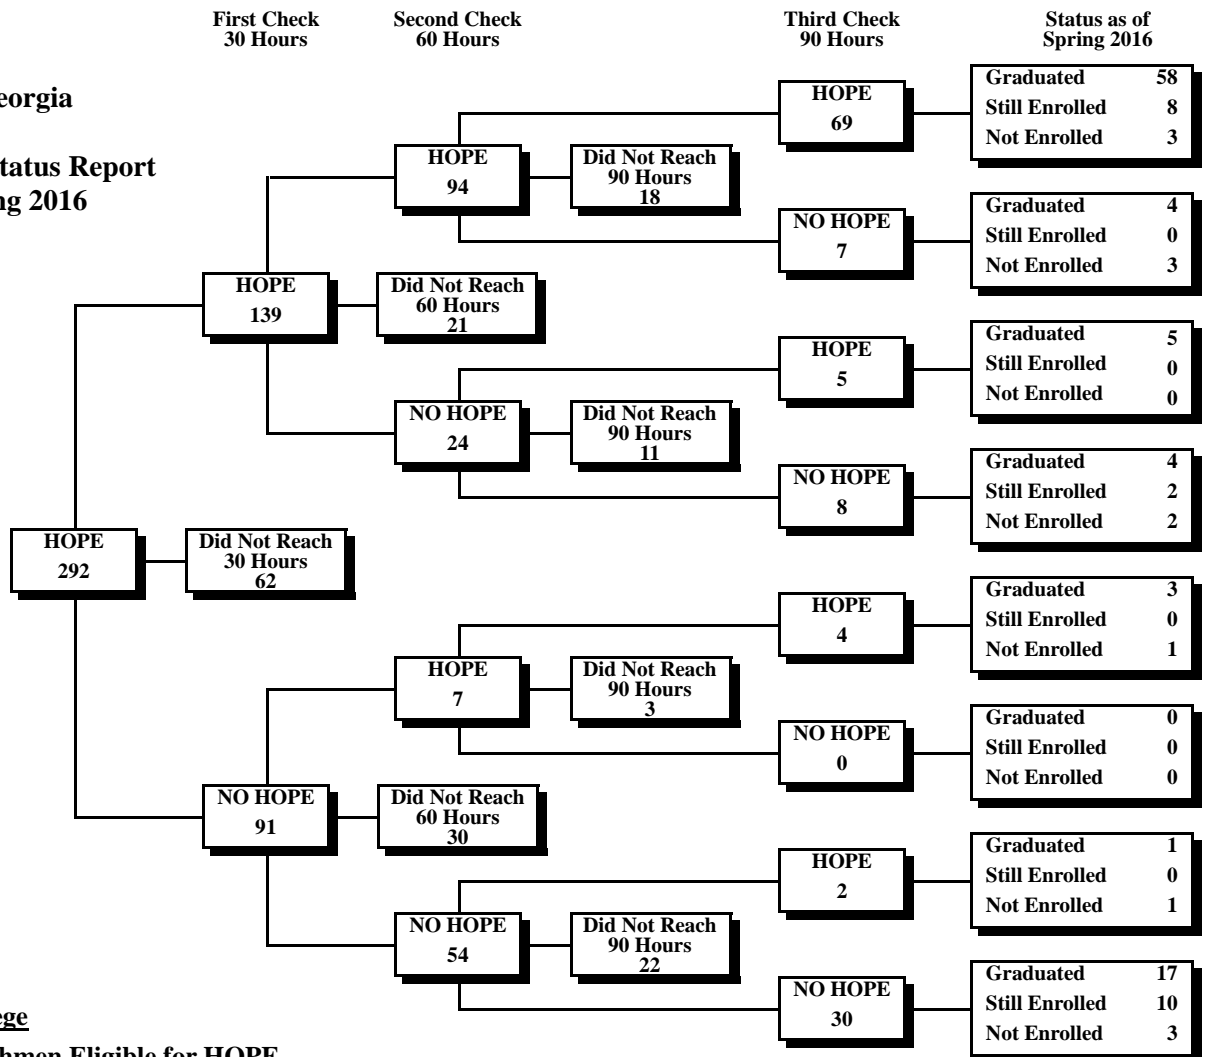 First Check
30 Hours
Second Check
60 Hours
Third Check
90 Hours
Status as of
Spring 2016
eorgia
tatus Report
ng 2016
HOPE
292
Did Not Reach
30 Hours
62
HOPE
139
Did Not Reach
60 Hours
21
NO HOPE
91
Did Not Reach
60 Hours
30
HOPE
94
Did Not Reach
90 Hours
18
NO HOPE
24
Did Not Reach
90 Hours
11
HOPE
7
Did Not Reach
90 Hours
3
NO HOPE
54
Did Not Reach
90 Hours
22
HOPE
69
Graduated 58
Still Enrolled 8
Not Enrolled 3
NO HOPE
7
Graduated 4
Still Enrolled 0
Not Enrolled 3
HOPE
5
Graduated 5
Still Enrolled 0
Not Enrolled 0
NO HOPE
8
Graduated 4
Still Enrolled 2
Not Enrolled 2
HOPE
4
Graduated 3
Still Enrolled 0
Not Enrolled 1
NO HOPE
0
Graduated 0
Still Enrolled 0
Not Enrolled 0
HOPE
2
Graduated 1
Still Enrolled 0
Not Enrolled 1
NO HOPE
30
Graduated 17
Still Enrolled 10
Not Enrolled 3
ege
hmen Eligible for HOPE